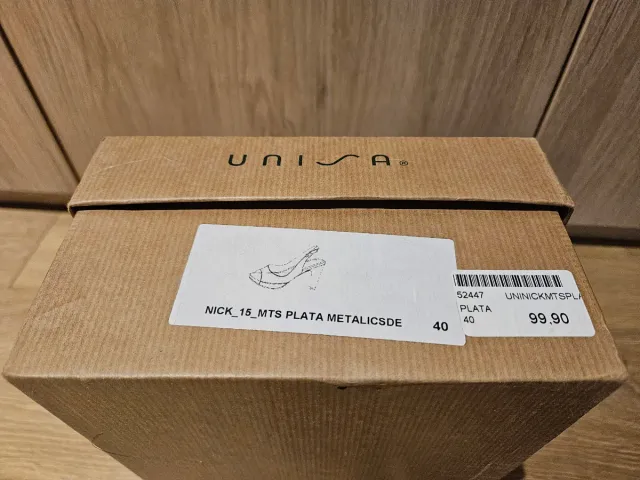 UNISA®
NICK_15_MTS PLATA METALICSDE 40
52447 UNINICKMTSPLA
PLATA
40 99,90